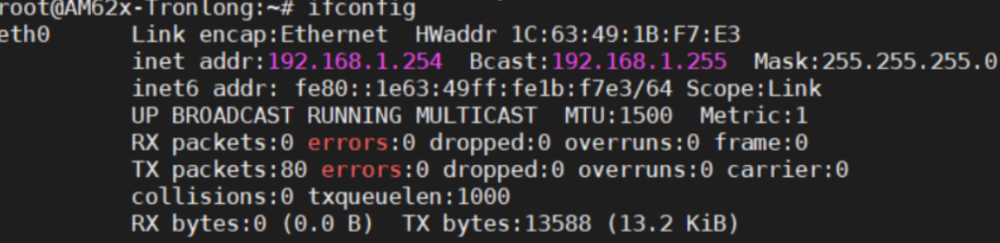 root@AM62x-Tronlong:~# ifconfig
eth0      Link encap:Ethernet  HWaddr 1C:63:49:1B:F7:E3
          inet addr:192.168.1.254  Bcast:192.168.1.255  Mask:255.255.255.0
          inet6 addr: fe80::1e63:49ff:fe1b:f7e3/64 Scope:Link
          UP BROADCAST RUNNING MULTICAST  MTU:1500  Metric:1
          RX packets:0 errors:0 dropped:0 overruns:0 frame:0
          TX packets:80 errors:0 dropped:0 overruns:0 carrier:0
          collisions:0 txqueuelen:1000
          RX bytes:0 (0.0 B)  TX bytes:13588 (13.2 KiB)